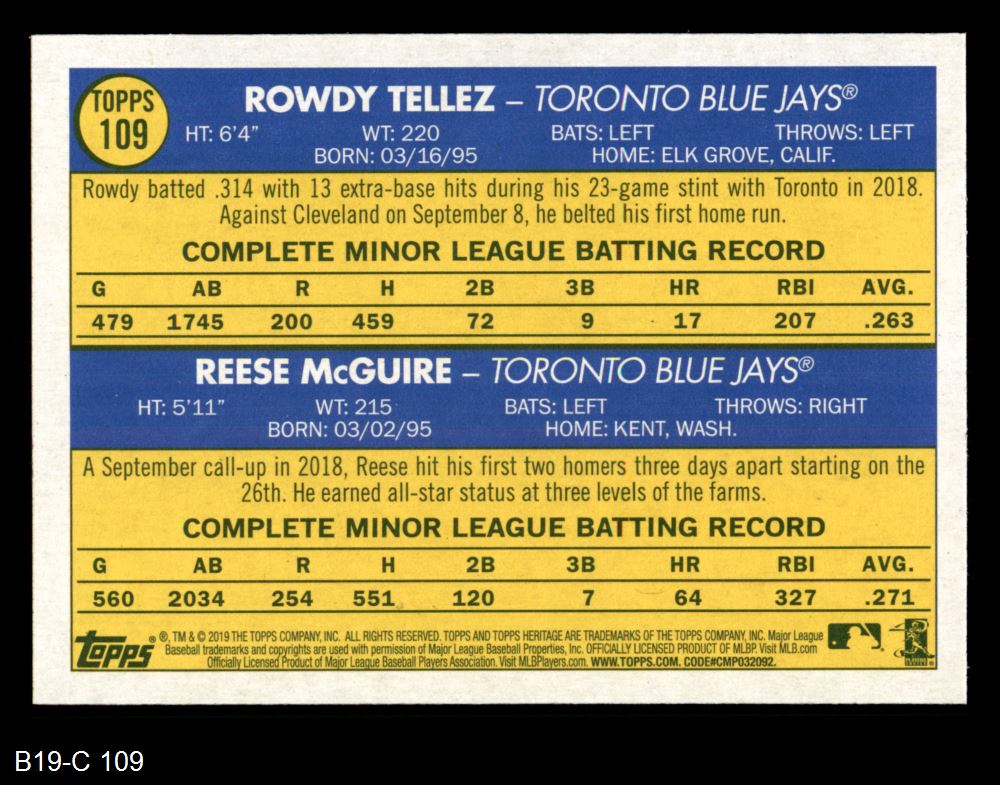 TOPPS
109
ROWDY TELLEZ – TORONTO BLUE JAYS®
HT: 6'4" WT: 220 BATS: LEFT THROWS: LEFT
BORN: 03/16/95 HOME: ELK GROVE, CALIF.
Rowdy batted .314 with 13 extra-base hits during his 23-game stint with Toronto in 2018.
Against Cleveland on September 8, he belted his first home run.
COMPLETE MINOR LEAGUE BATTING RECORD
G AB R H 2B 3B HR RBI AVG.
479 1745 200 459 72 9 17 207 .263
REESE McGUIRE – TORONTO BLUE JAYS®
HT: 5'11" WT: 215 BATS: LEFT THROWS: RIGHT
BORN: 03/02/95 HOME: KENT, WASH.
A September call-up in 2018, Reese hit his first two homers three days apart starting on the
26th. He earned all-star status at three levels of the farms.
COMPLETE MINOR LEAGUE BATTING RECORD
G AB R H 2B 3B HR RBI AVG.
560 2034 254 551 120 7 64 327 .271
Topps ® ®, TM & © 2019 THE TOPPS COMPANY, INC. ALL RIGHTS RESERVED. TOPPS AND TOPPS HERITAGE ARE TRADEMARKS OF THE TOPPS COMPANY, INC. Major League
Baseball trademarks and copyrights are used with permission of Major League Baseball Properties, Inc. OFFICIALLY LICENSED PRODUCT OF MLBP. Visit MLB.com
Officially Licensed Product of Major League Baseball Players Association. Visit MLBPlayers.com. WWW.TOPPS.COM. CODE#CMP032092.
B19-C 109